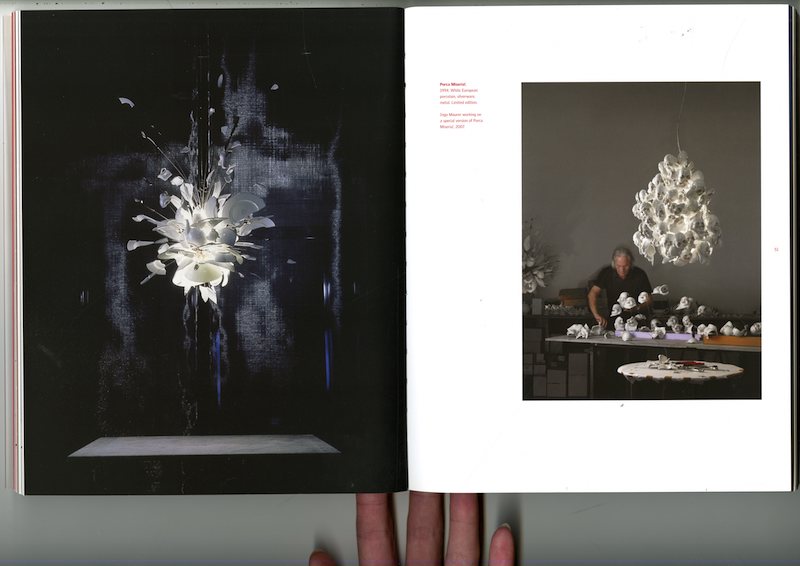 Porca Miseria!,
1994. White European
porcelain, silverware,
metal. Limited edition.
Ingo Maurer working on
a special version of Porca
Miseria!, 2007